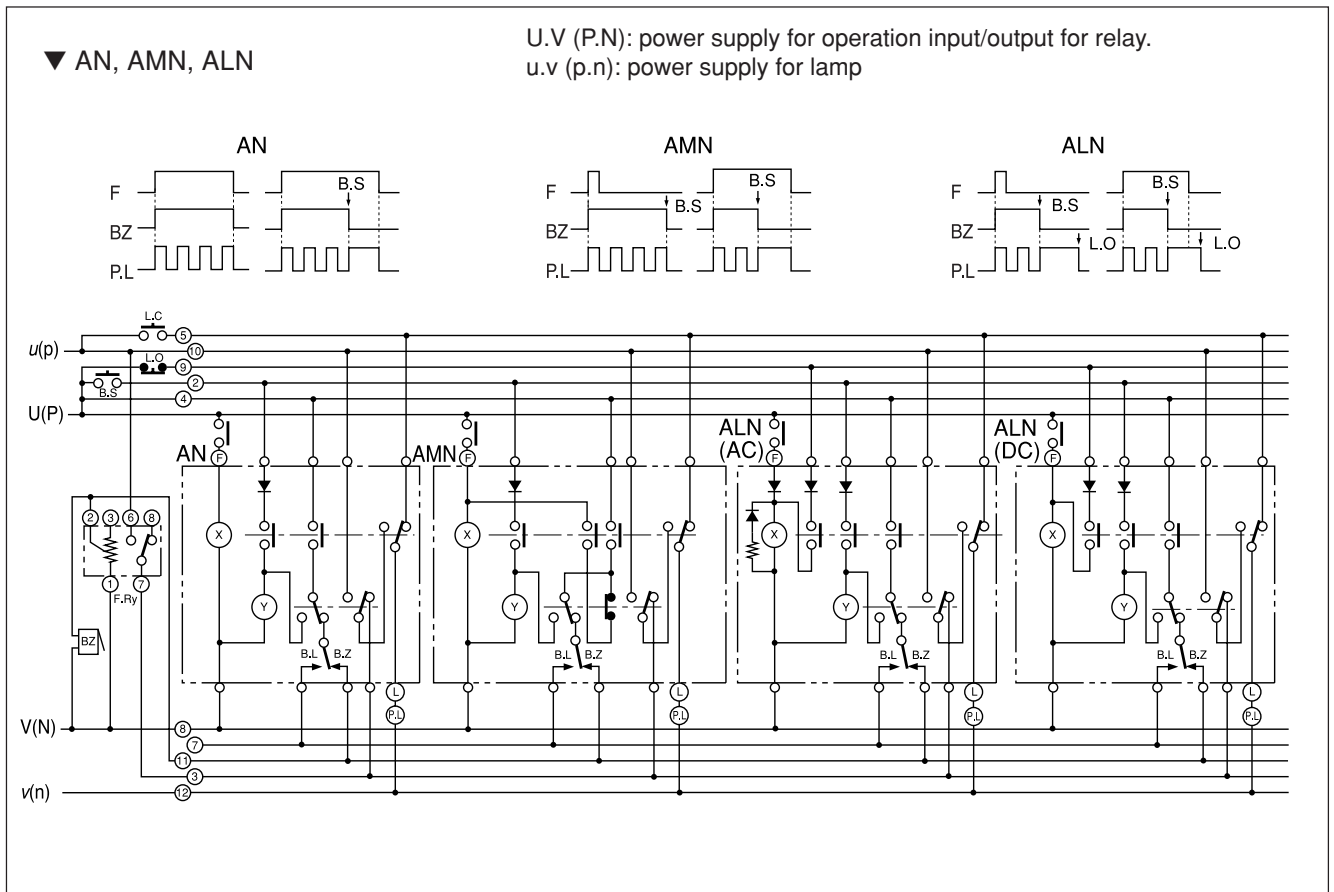 ▼ AN, AMN, ALN
U.V (P.N): power supply for operation input/output for relay.
u.v (p.n): power supply for lamp
AN AMN ALN
F B.S F B.S B.S F B.S B.S
BZ BZ BZ L.O L.O
P.L P.L P.L
L.C 5
u(p) 10
L.O 9
B.S 2
4
U(P)
AN F AMN F ALN (AC) F ALN (DC) F
2 3 6 8
X X X X
1 7
F.Ry
Y Y Y Y
BZ
B.L B.Z B.L B.Z B.L B.Z B.L B.Z
L L L L
P.L P.L P.L P.L
V(N) 8
7
11
3
v(n) 12